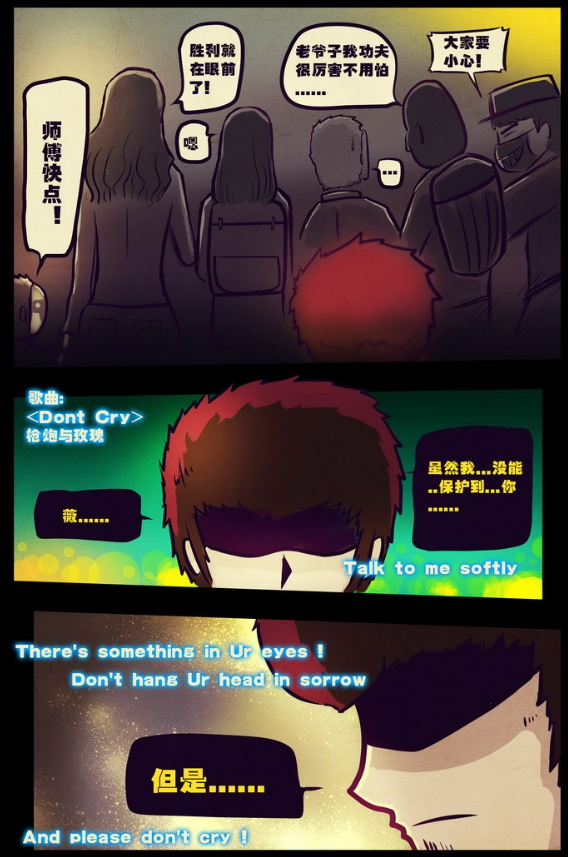 师傅快点！
胜利就
在眼前
了！
嗯
老爷子我功夫
很厉害不用怕
......
...
大家要
小心！
歌曲：
<Dont Cry>
枪炮与玫瑰
薇......
虽然我...没能
..保护到...你
......
Talk to me softly
There's something in Ur eyes !
Don't hang Ur head in sorrow
但是......
And please don't cry !